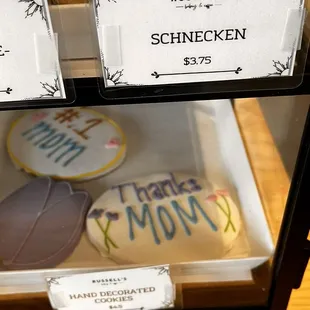 SCHNECKEN
$3.75
#1
MOM
Thanks
MOM
RUSSELL'S
HAND DECORATED
COOKIES